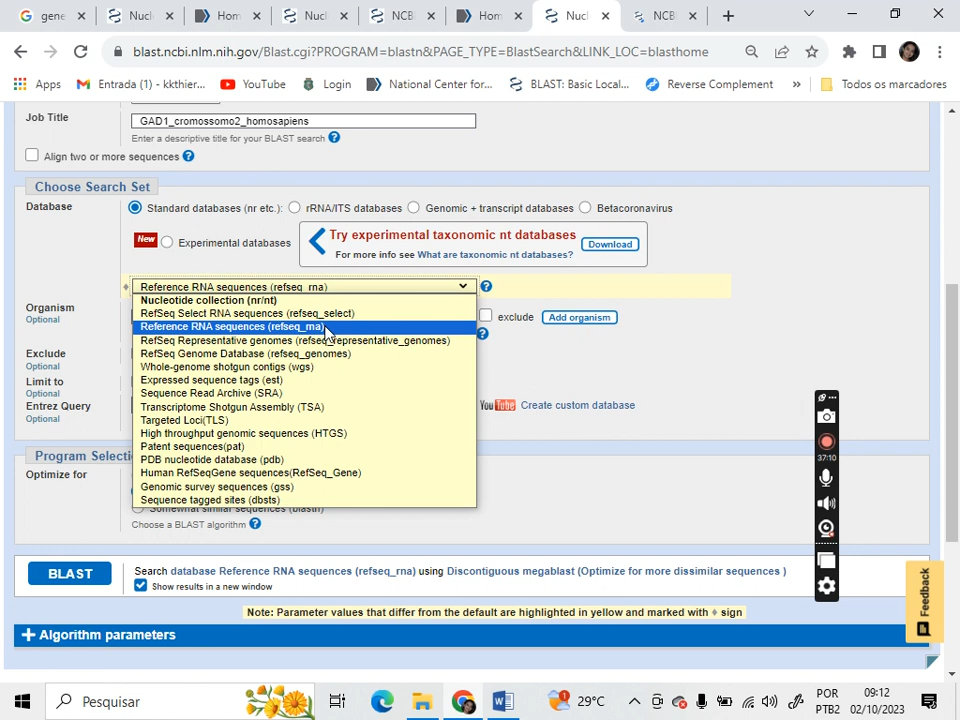 gene
Nucl
Hom
Nucl
NCBI
Hom
Nucl
NCBI
blast.ncbi.nlm.nih.gov/Blast.cgi?PROGRAM=blastn&PAGE_TYPE=BlastSearch&LINK_LOC=blasthome
Apps
Entrada (1) - kkthier...
YouTube
Login
National Center for...
BLAST: Basic Local...
Reverse Complement
»
Todos os marcadores
Job Title
GAD1_cromossomo2_homosapiens
Enter a descriptive title for your BLAST search
Align two or more sequences
Choose Search Set
Database
Standard databases (nr etc.):
rRNA/ITS databases
Genomic + transcript databases
Betacoronavirus
New
Experimental databases
Try experimental taxonomic nt databases
For more info see What are taxonomic nt databases?
Download
Reference RNA sequences (refseq_rna)
Nucleotide collection (nr/nt)
RefSeq Select RNA sequences (refseq_select)
Reference RNA sequences (refseq_rna)
RefSeq Representative genomes (refseq_representative_genomes)
RefSeq Genome Database (refseq_genomes)
Whole-genome shotgun contigs (wgs)
Expressed sequence tags (est)
Sequence Read Archive (SRA)
Transcriptome Shotgun Assembly (TSA)
Targeted Loci(TLS)
High throughput genomic sequences (HTGS)
Patent sequences(pat)
PDB nucleotide database (pdb)
Human RefSeqGene sequences(RefSeq_Gene)
Genomic survey sequences (gss)
Sequence tagged sites (dbsts)
Organism
Optional
exclude
Add organism
Exclude
Optional
Limit to
Optional
Entrez Query
Optional
YouTube
Create custom database
Program Selecti
Optimize for
Somewhat similar sequences (blastn)
Choose a BLAST algorithm
BLAST
Search database Reference RNA sequences (refseq_rna) using Discontiguous megablast (Optimize for more dissimilar sequences )
Show results in a new window
Note: Parameter values that differ from the default are highlighted in yellow and marked with ♦ sign
+ Algorithm parameters
37:10
Feedback
Pesquisar
1
29°C
POR
PTB2
09:12
02/10/2023